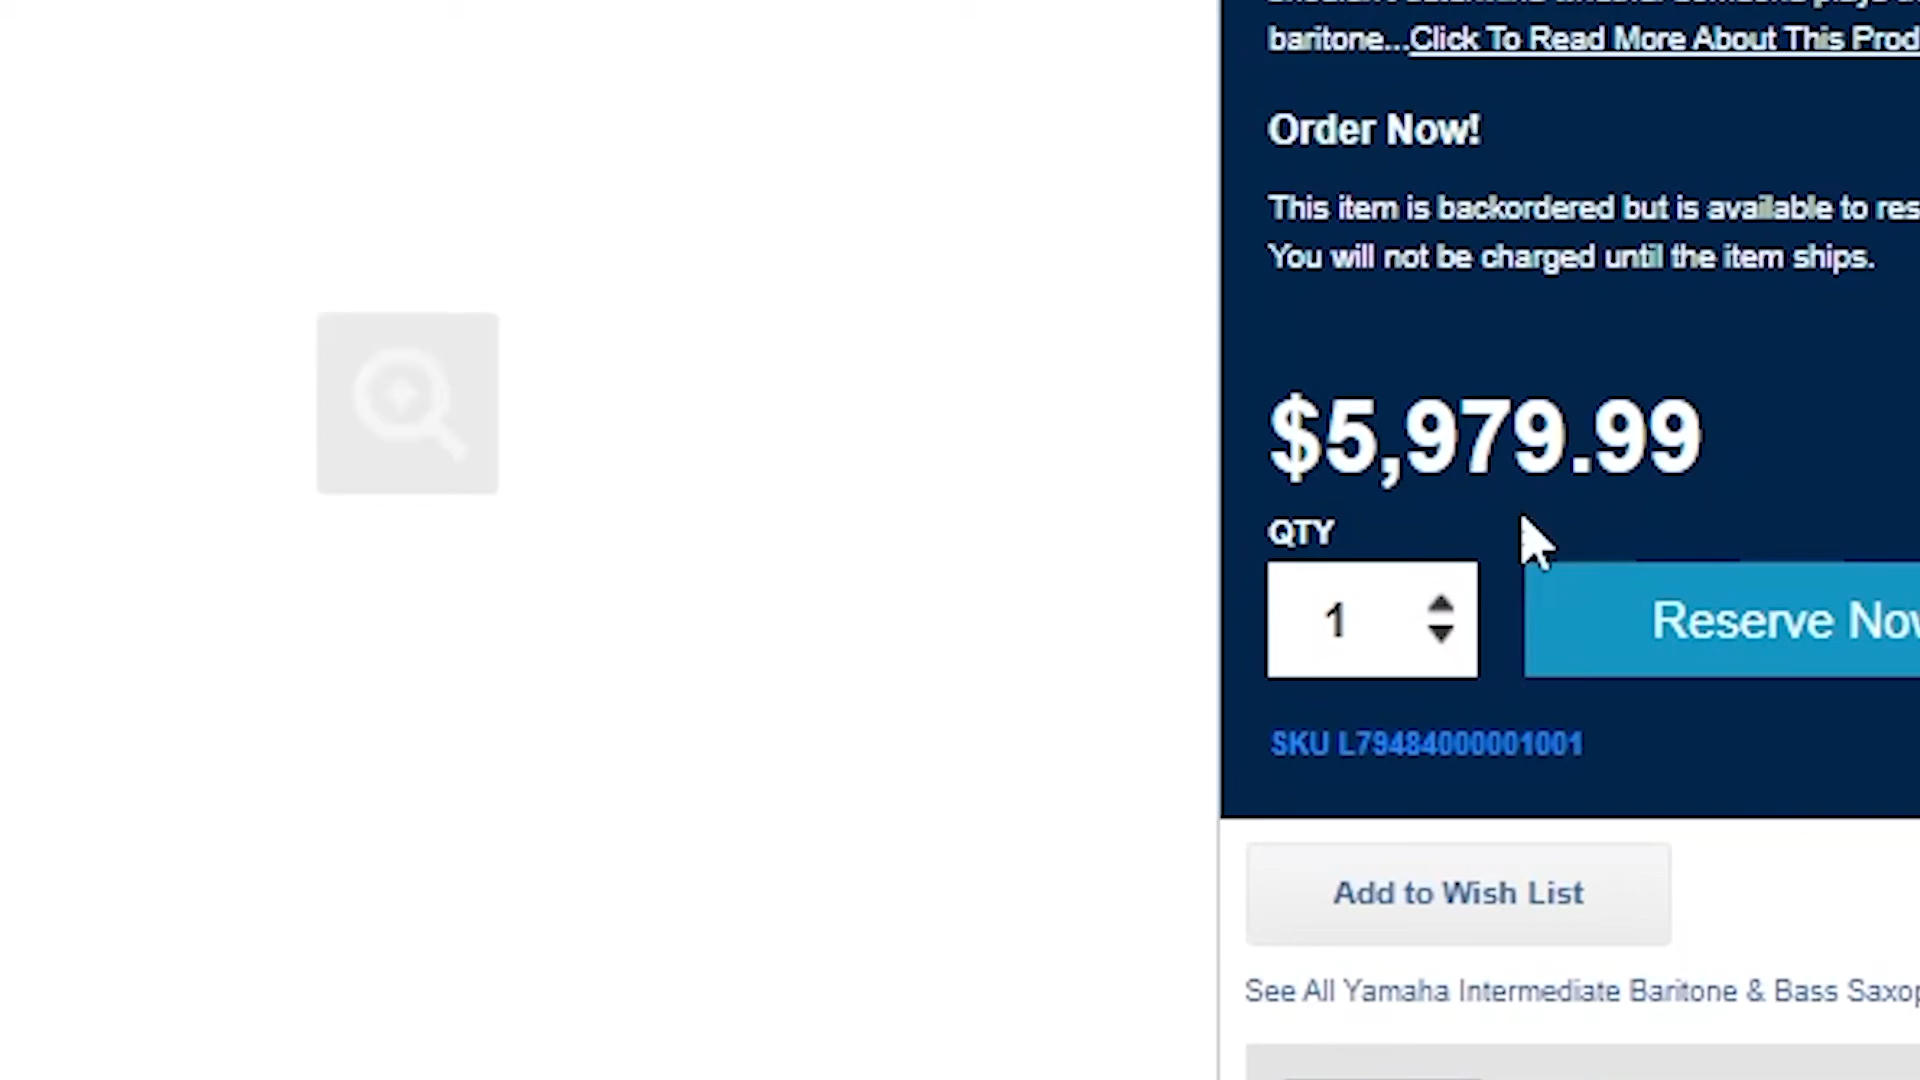 baritone...Click To Read More About This Prod
Order Now!
This item is backordered but is available to res
You will not be charged until the item ships.
$5,979.99
QTY
1
Reserve Now
SKU L79484000001001
Add to Wish List
See All Yamaha Intermediate Baritone & Bass Saxop